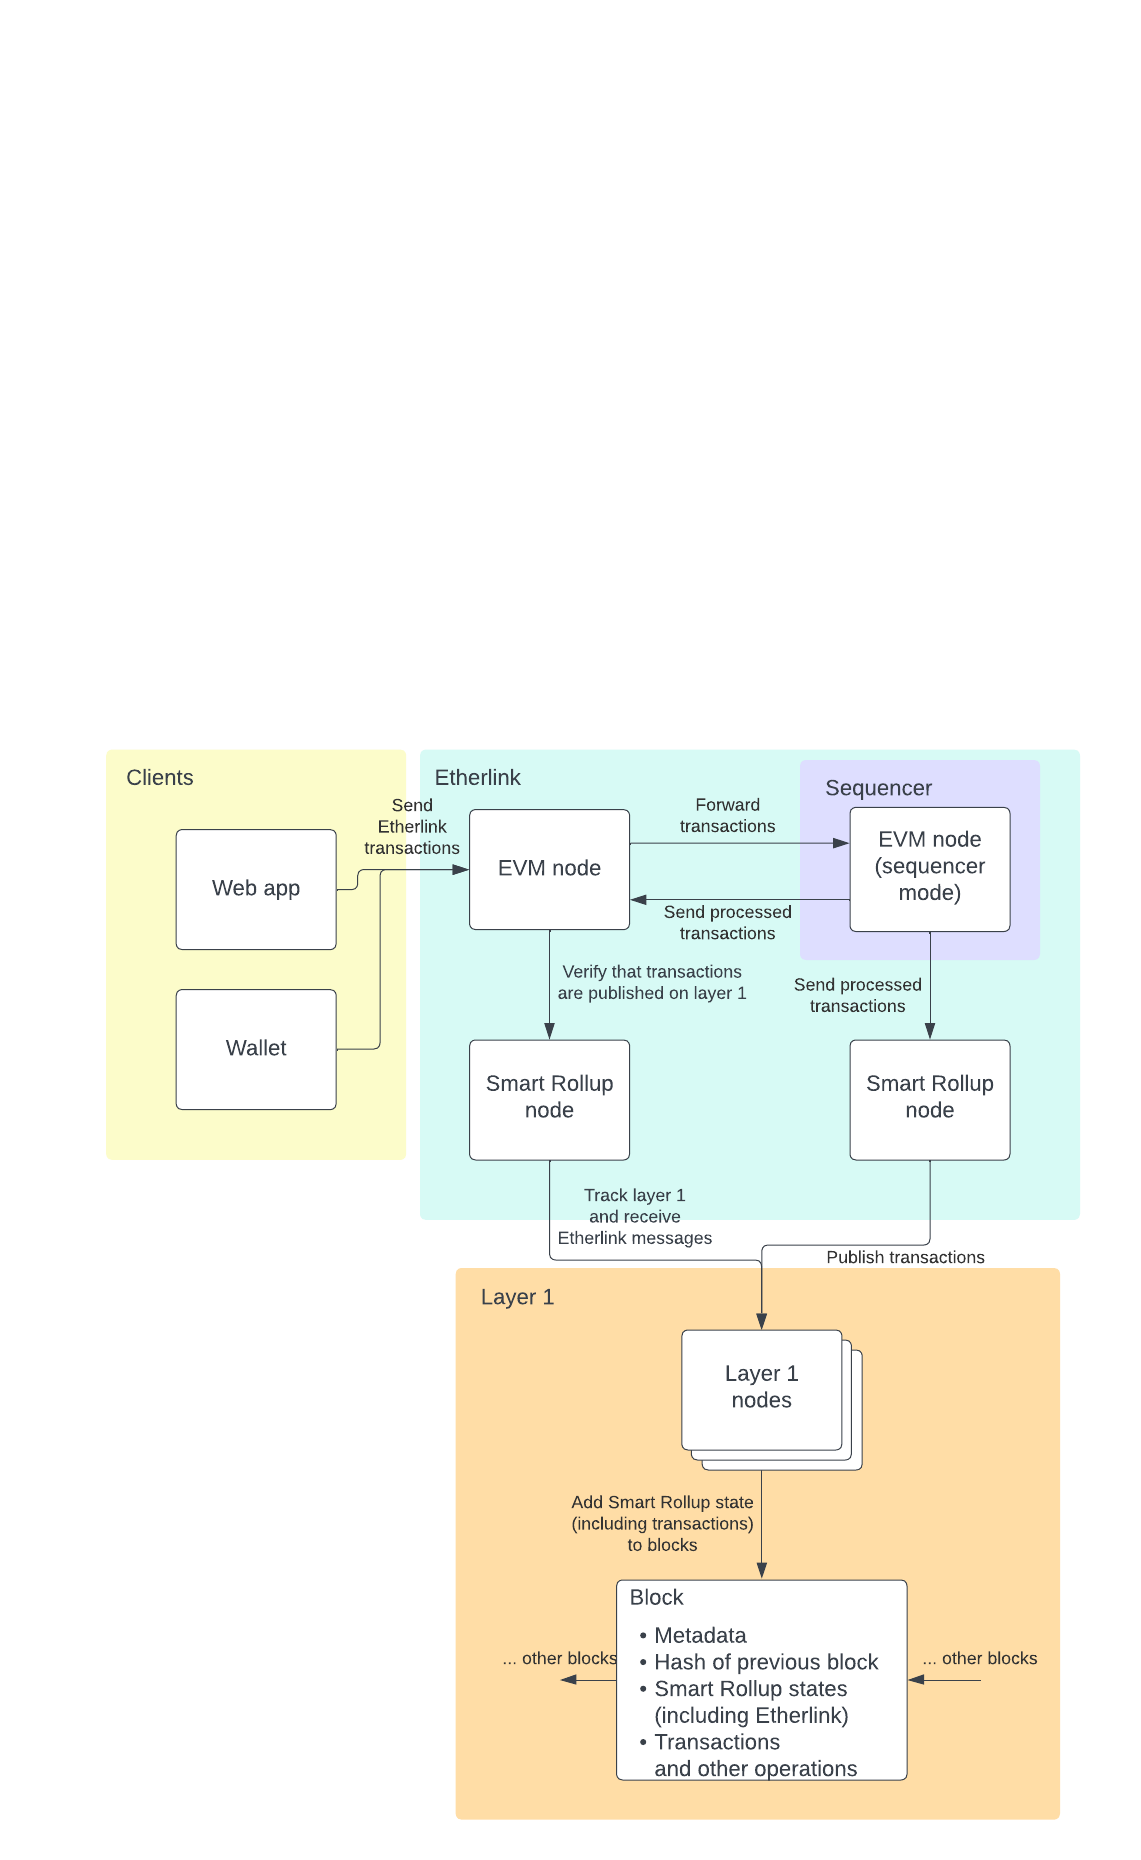 Clients
Web app
Wallet
Send
Etherlink
transactions
Etherlink
EVM node
Forward
transactions
Sequencer
EVM node
(sequencer
mode)
Send processed
transactions
Verify that transactions
are published on layer 1
Send processed
transactions
Smart Rollup
node
Smart Rollup
node
Track layer 1
and receive
Etherlink messages
Publish transactions
Layer 1
Layer 1
nodes
Add Smart Rollup state
(including transactions)
to blocks
Block
• Metadata
• Hash of previous block
• Smart Rollup states
(including Etherlink)
• Transactions
and other operations
... other blocks
... other blocks